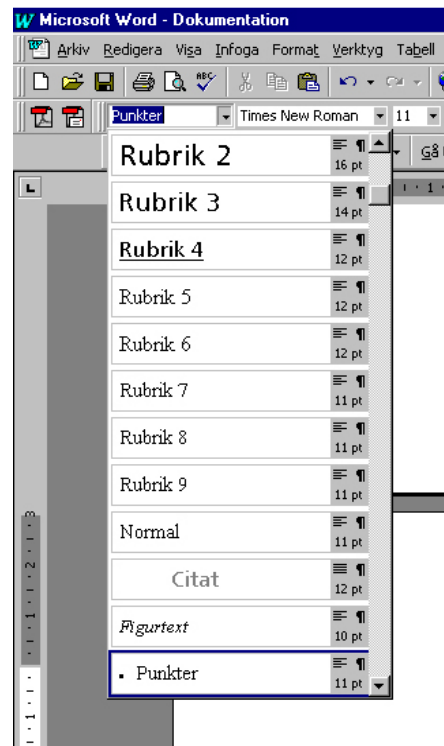 W Microsoft Word - Dokumentation
Arkiv Redigera Visa Infoga Format Verktyg Tabell
ABC
Punkter Times New Roman 11
Rubrik 2 16 pt
Gå
Rubrik 3 14 pt
Rubrik 4 12 pt
Rubrik 5 12 pt
Rubrik 6 12 pt
Rubrik 7 11 pt
Rubrik 8 11 pt
Rubrik 9 11 pt
Normal 11 pt
Citat 12 pt
Figurtext 10 pt
• Punkter 11 pt